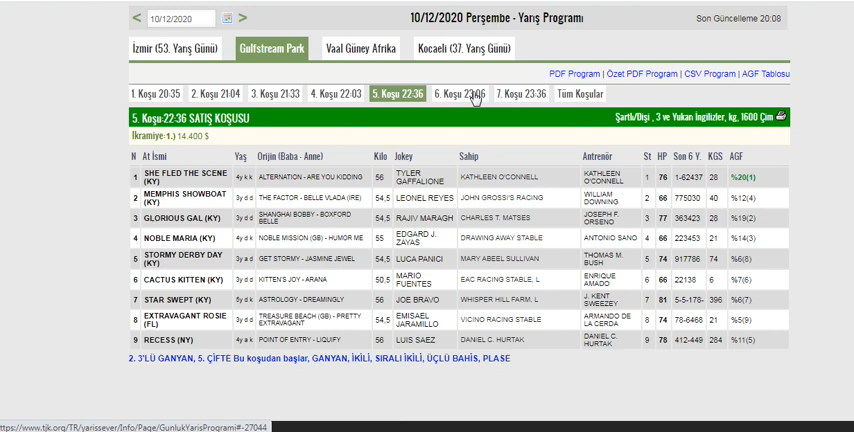 < 10/12/2020 > 10/12/2020 Perşembe - Yarış Programı Son Güncelleme 20:08
İzmir (53. Yarış Günü) Gulfstream Park Vaal Güney Afrika Kocaeli (37. Yarış Günü)
PDF Program | Özet PDF Program | CSV Program | AGF Tablosu
1. Koşu 20:35 2. Koşu 21:04 3. Koşu 21:33 4. Koşu 22:03 5. Koşu 22:36 6. Koşu 23:06 7. Koşu 23:36 Tüm Koşular
5. Koşu:22:36 SATIŞ KOŞUSU Şartlı/Dişi , 3 ve Yukarı İngilizler, kg, 1600 Çim
İkramiye:1.) 14.400 $
N At İsmi Yaş Orijin (Baba - Anne) Kilo Jokey Sahip Antrenör St HP Son 6 Y. KGS AGF
1 SHE FLED THE SCENE (KY) 4y k k ALTERNATION - ARE YOU KIDDING 56 TYLER GAFFALIONE KATHLEEN O'CONNELL KATHLEEN O'CONNELL 1 76 1-62437 28 %20(1)
2 MEMPHIS SHOWBOAT (KY) 3y d d THE FACTOR - BELLE VLADA (IRE) 54,5 LEONEL REYES JOHN GROSSI'S RACING WILLIAM DOWNING 2 66 775030 40 %12(4)
3 GLORIOUS GAL (KY) 3y d d SHANGHAI BOBBY - BOXFORD BELLE 54,5 RAJIV MARAGH CHARLES T. MATSES JOSEPH F. ORSENO 3 77 363423 28 %19(2)
4 NOBLE MARIA (KY) 4y d k NOBLE MISSION (GB) - HUMOR ME 55 EDGARD J. ZAYAS DRAWING AWAY STABLE ANTONIO SANO 4 66 223453 21 %14(3)
5 STORMY DERBY DAY (KY) 3y a d GET STORMY - JASMINE JEWEL 54,5 LUCA PANICI MARY ABEEL SULLIVAN THOMAS M. BUSH 5 74 917786 74 %6(8)
6 CACTUS KITTEN (KY) 3y d d KITTEN'S JOY - ARANA 50,5 MARIO FUENTES EAC RACING STABLE, L ENRIQUE AMADO 6 66 22138 6 %7(6)
7 STAR SWEPT (KY) 6y d k ASTROLOGY - DREAMINGLY 56 JOE BRAVO WHISPER HILL FARM, L J. KENT SWEEZEY 7 81 5-5-178- 396 %6(7)
8 EXTRAVAGANT ROSIE (FL) 3y d d TREASURE BEACH (GB) - PRETTY EXTRAVAGANT 54,5 EMISAEL JARAMILLO VICINO RACING STABLE ARMANDO DE LA CERDA 8 74 78-6468 21 %5(9)
9 RECESS (NY) 4y a k POINT OF ENTRY - LIQUIFY 56 LUIS SAEZ DANIEL C. HURTAK DANIEL C. HURTAK 9 78 412-449 284 %11(5)
2. 3'LÜ GANYAN, 5. ÇİFTE Bu koşudan başlar, GANYAN, İKİLİ, SIRALI İKİLİ, ÜÇLÜ BAHİS, PLASE
ttps://www.tjk.org/TR/yarissever/Info/Page/GunlukYarisProgrami#-27044